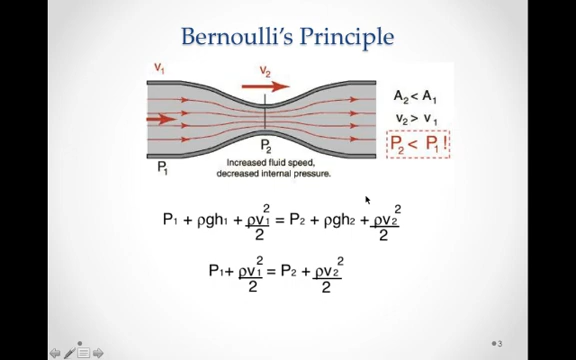 Bernoulli's Principle
V₁
V₂
A₂ < A₁
v₂ > v₁
P₂ < P₁ !
P₂
P₁
Increased fluid speed,
decreased internal pressure.
P₁ + ρgh₁ + ρv₁²/2 = P₂ + ρgh₂ + ρv₂²/2
P₁ + ρv₁²/2 = P₂ + ρv₂²/2
3